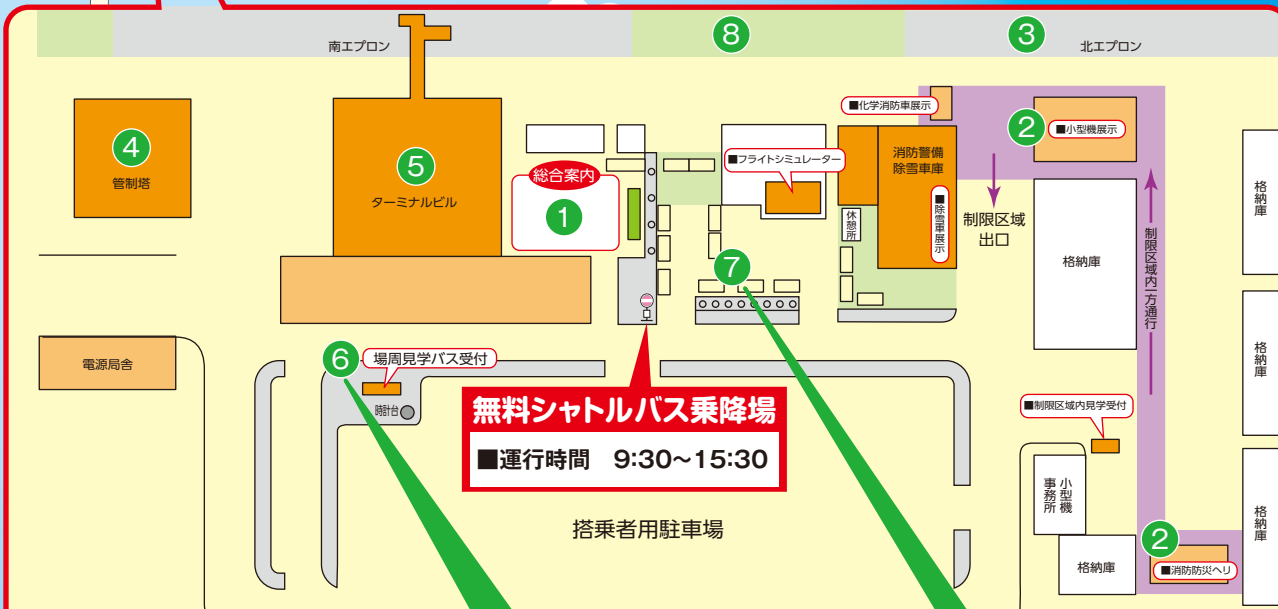 南エプロン
⑧
③
北エプロン
④
管制塔
⑤
ターミナルビル
総合案内
①
■フライトシミュレーター
■化学消防車展示
消防警備
除雪車庫
■除雪車展示
休憩所
②
■小型機展示
制限区域
出口
格納庫
制限区域内一方通行
格納庫
格納庫
格納庫
⑦
電源局舎
⑥
場周見学バス受付
時計台
無料シャトルバス乗降場
■運行時間 9:30〜15:30
搭乗者用駐車場
■制限区域内見学受付
小型機
事務所
格納庫
②
■消防防災ヘリ